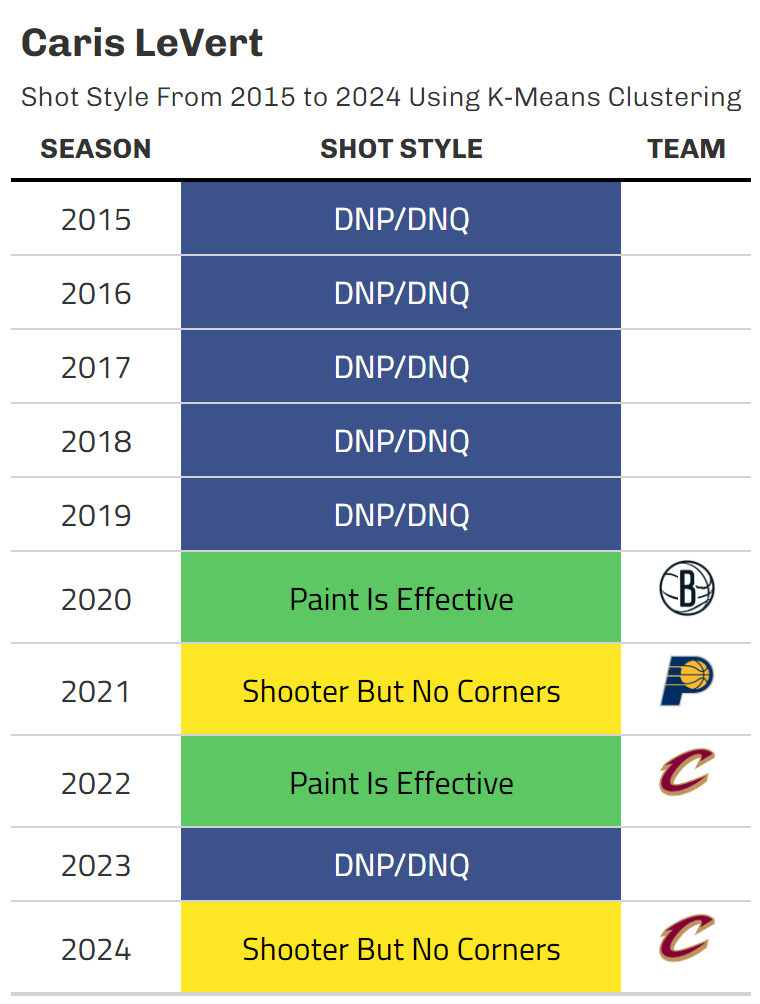 Caris LeVert
Shot Style From 2015 to 2024 Using K-Means Clustering
SEASON SHOT STYLE TEAM
2015 DNP/DNQ
2016 DNP/DNQ
2017 DNP/DNQ
2018 DNP/DNQ
2019 DNP/DNQ
2020 Paint Is Effective B
2021 Shooter But No Corners P
2022 Paint Is Effective C
2023 DNP/DNQ
2024 Shooter But No Corners C